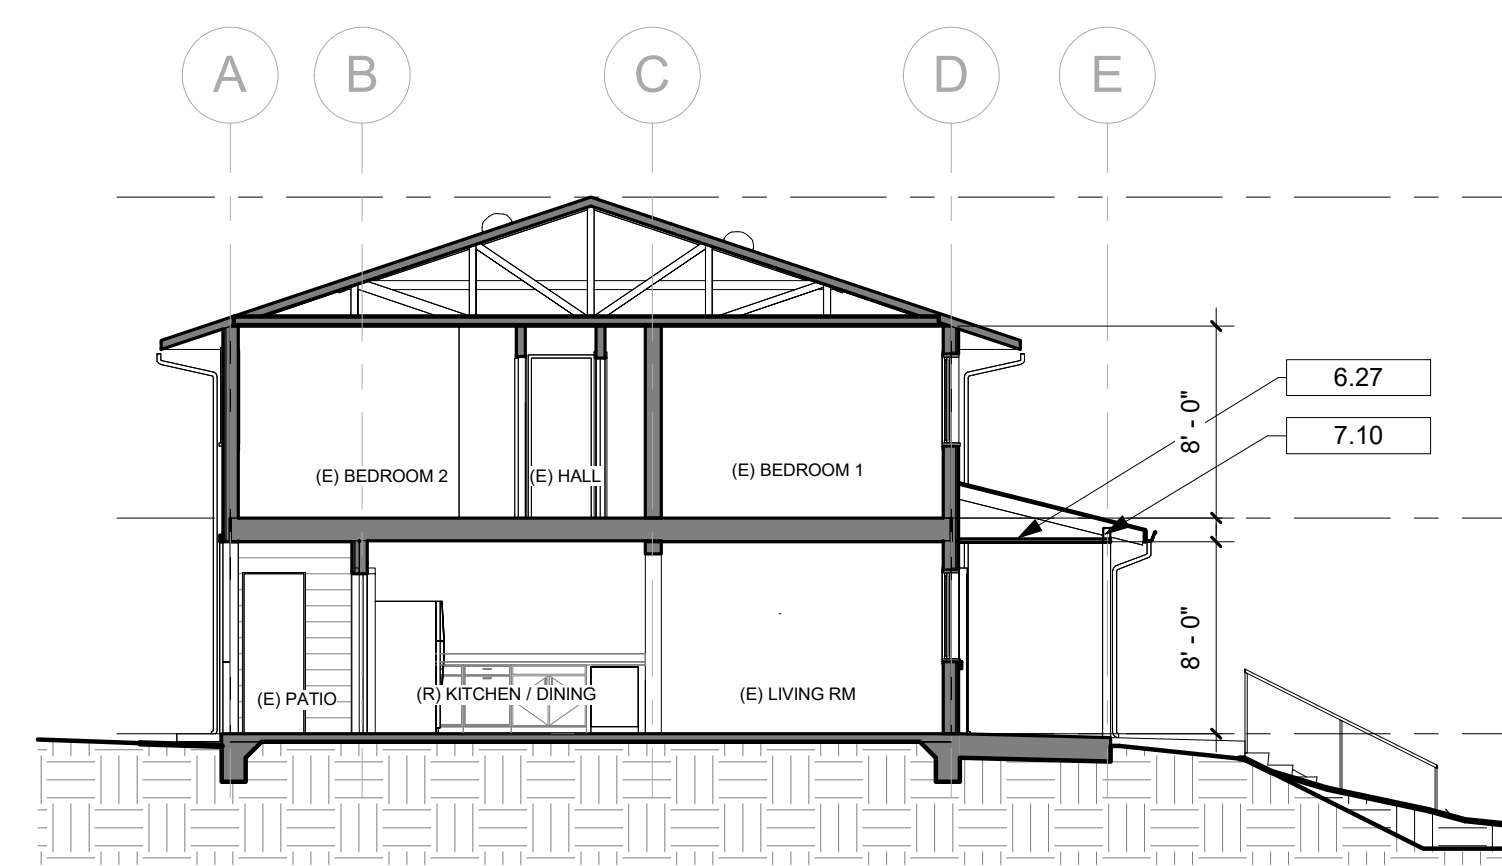 A B C D E
6.27
7.10
8' - 0"
(E) BEDROOM 2
(E) HALL
(E) BEDROOM 1
8' - 0"
(E) PATIO
(R) KITCHEN / DINING
(E) LIVING RM